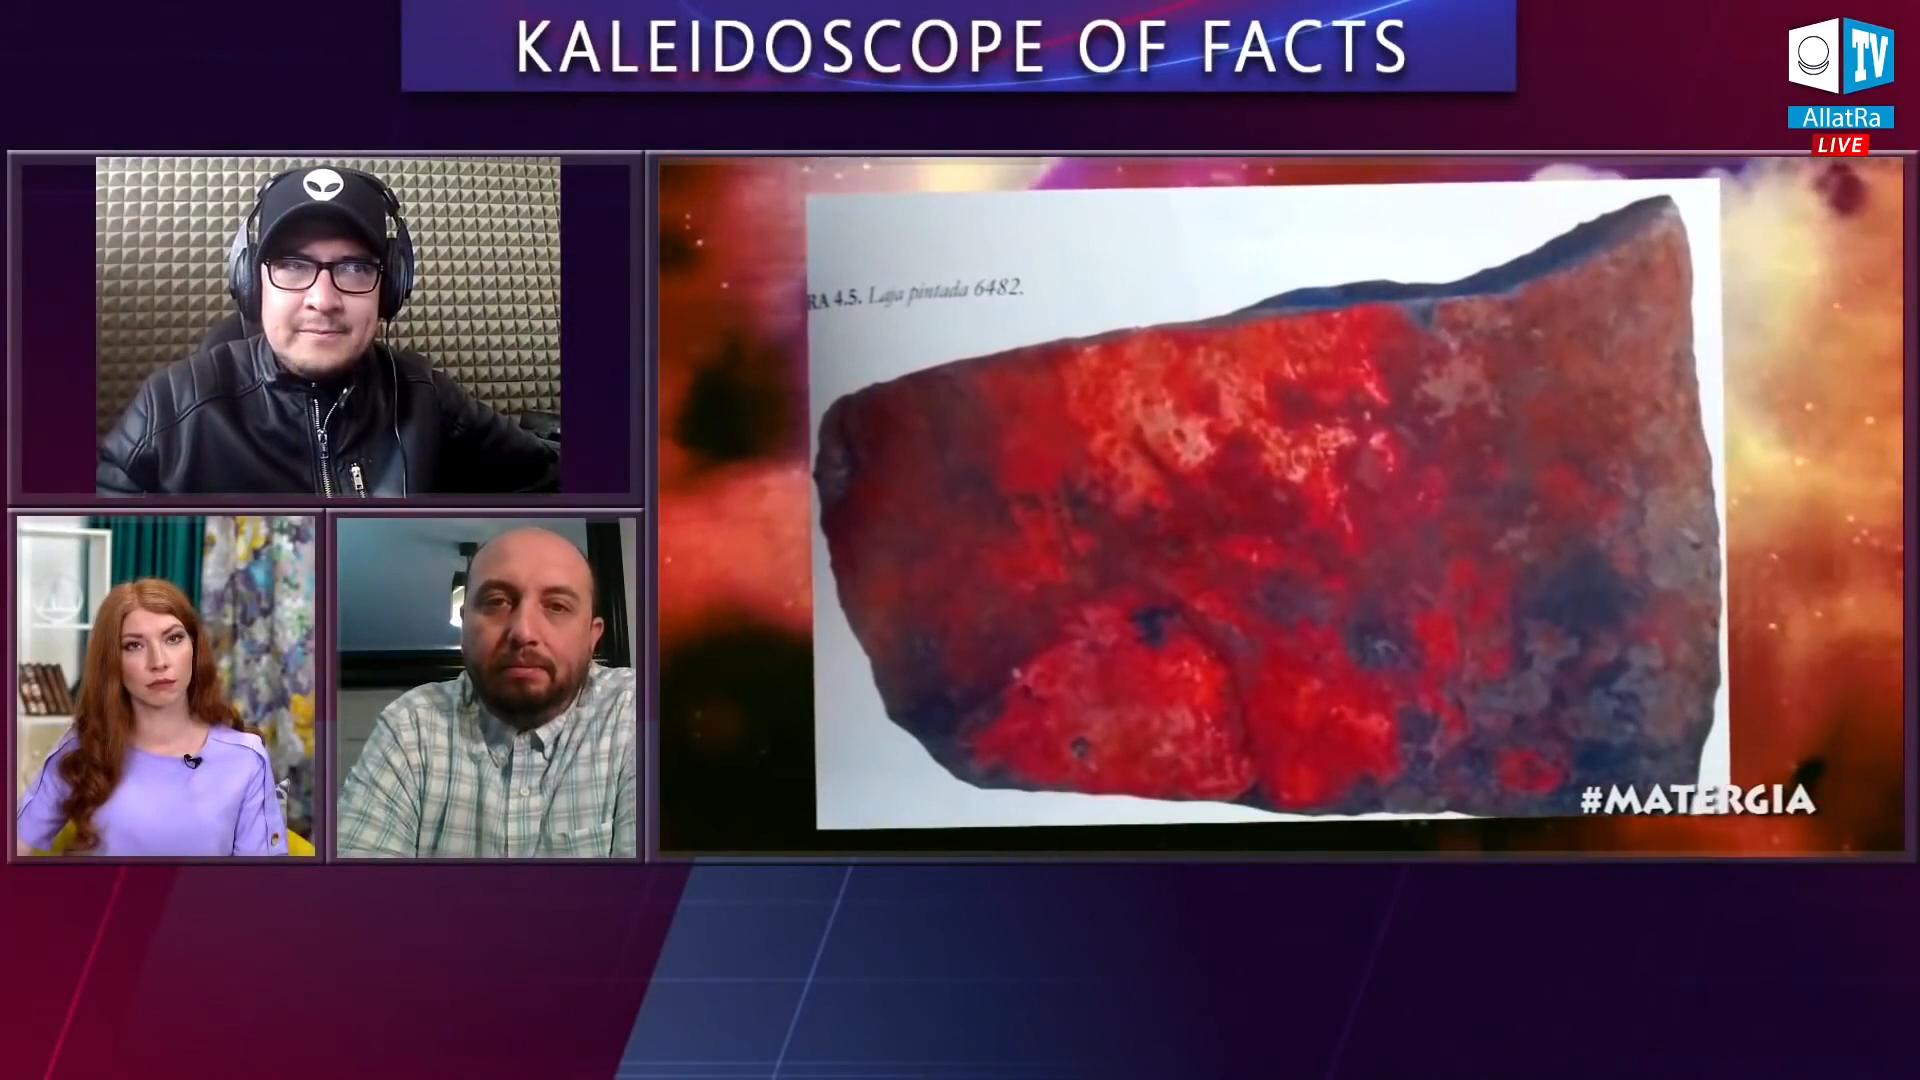 KALEIDOSCOPE OF FACTS
TV
AllatRa
LIVE
RA 4.5. Laja pintada 6482.
#MATERGIA